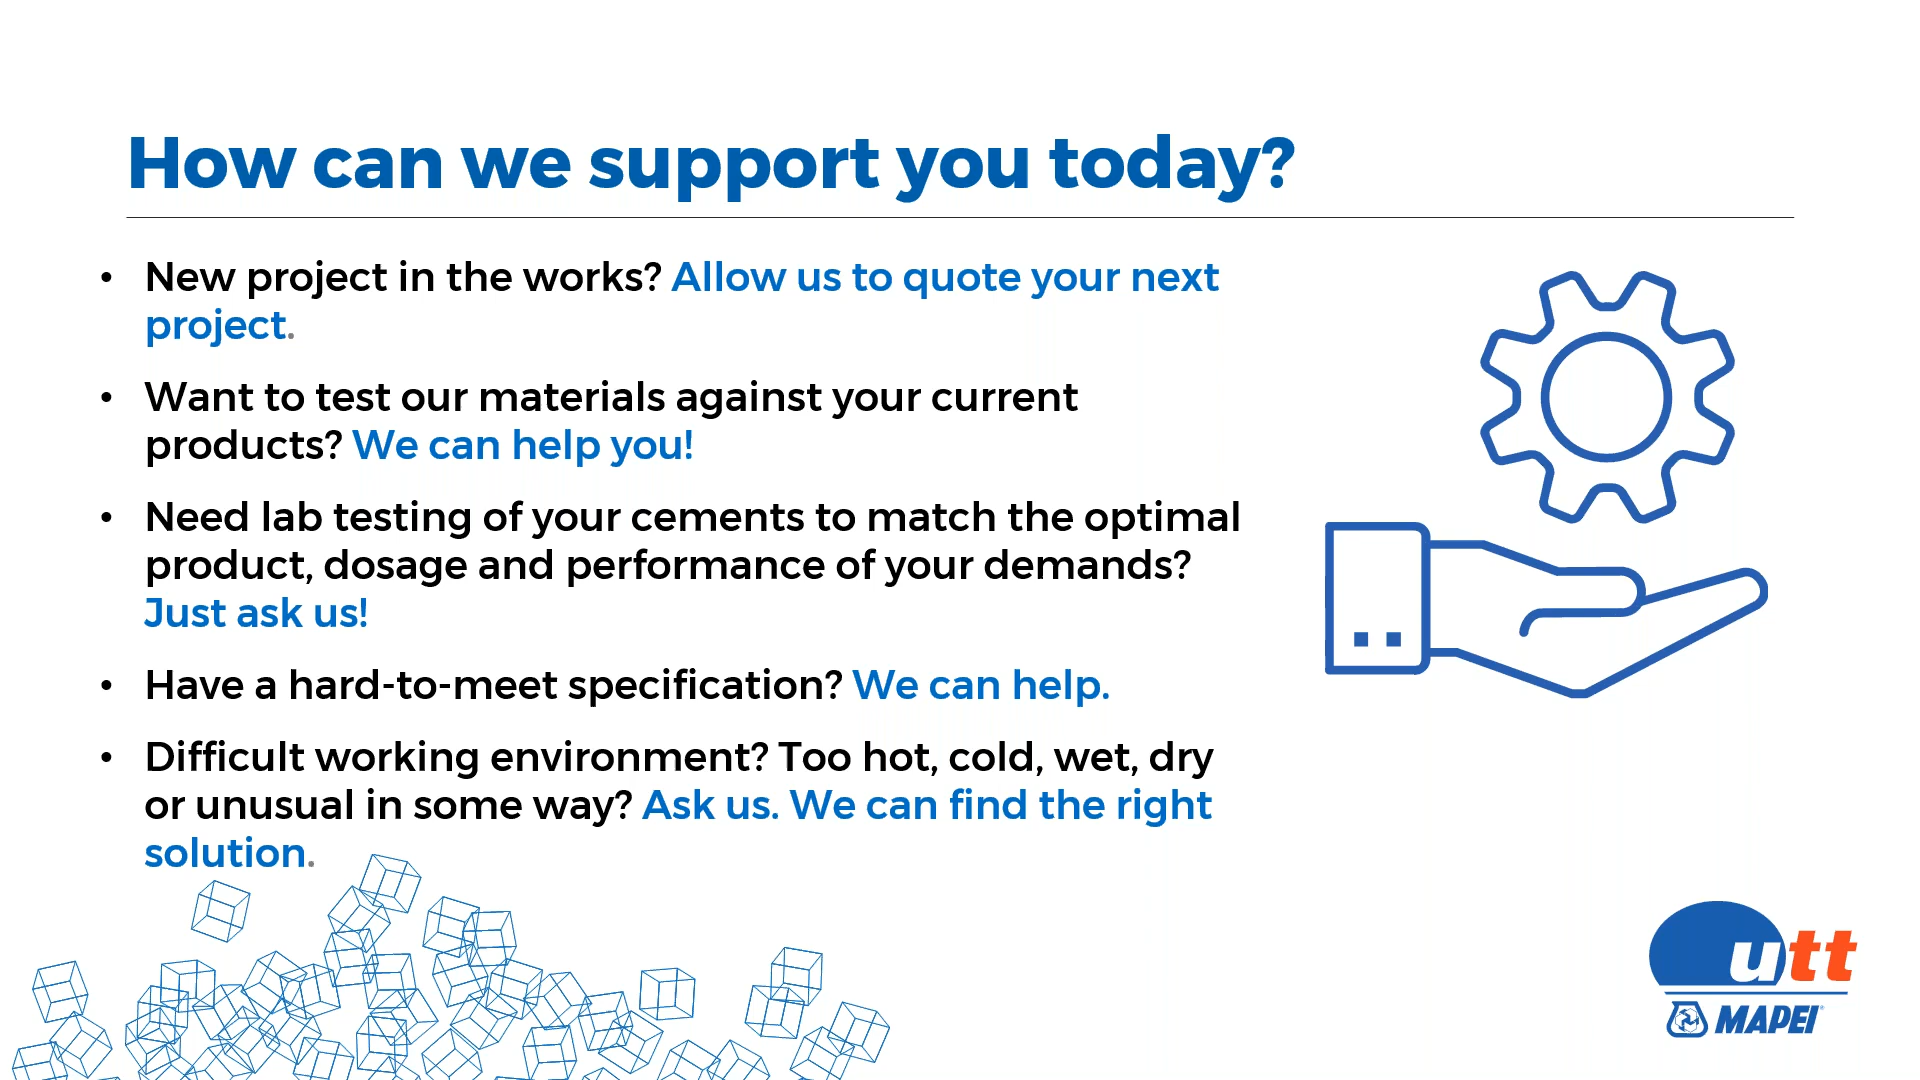 How can we support you today?
• New project in the works? Allow us to quote your next
project.
• Want to test our materials against your current
products? We can help you!
• Need lab testing of your cements to match the optimal
product, dosage and performance of your demands?
Just ask us!
• Have a hard-to-meet specification? We can help.
• Difficult working environment? Too hot, cold, wet, dry
or unusual in some way? Ask us. We can find the right
solution.
utt
MAPEI®